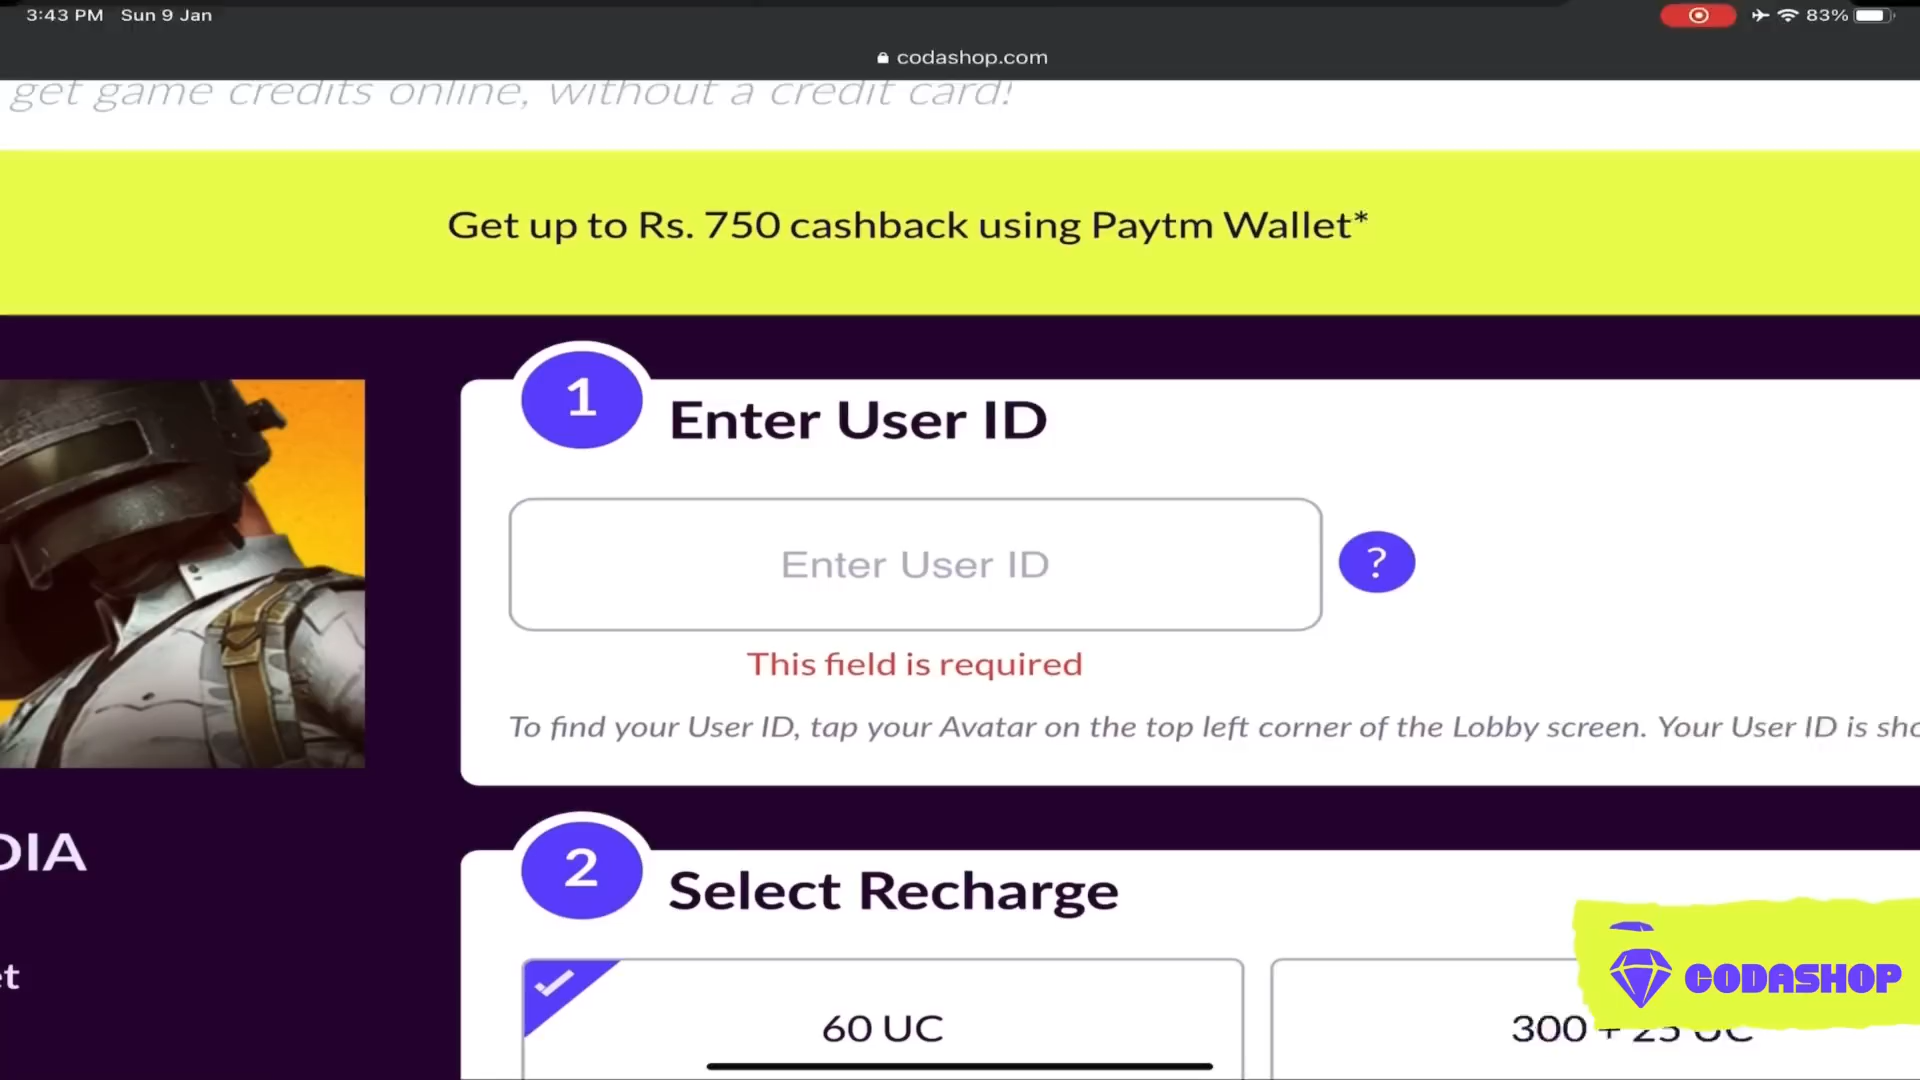 3:43 PM Sun 9 Jan
83%
codashop.com
get game credits online, without a credit card!
Get up to Rs. 750 cashback using Paytm Wallet*
1
Enter User ID
Enter User ID
?
This field is required
To find your User ID, tap your Avatar on the top left corner of the Lobby screen. Your User ID is
DIA
2
Select Recharge
60 UC
300 + 25 UC
CODASHOP